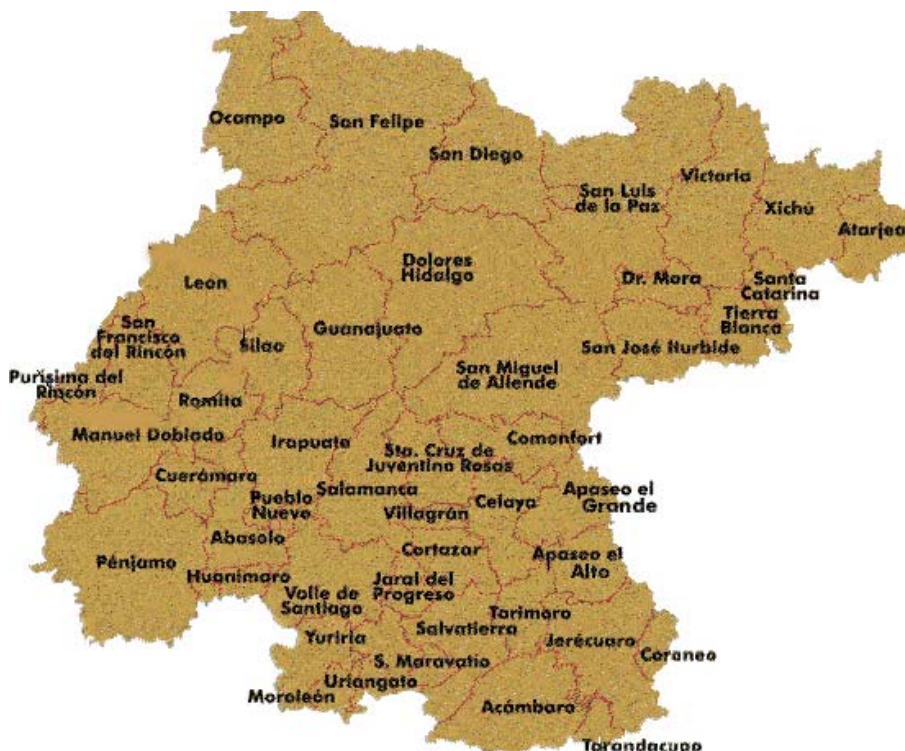 Ocampo
San Felipe
San Diego
Victoria
San Luis
de la Paz
Xichú
Atarjea
Dolores
Hidalgo
Leon
Dr. Mora
Santa
Catarina
Tierra
Blanca
San
Francisco
del Rincón
Silao
Guanajuato
San José Iturbide
San Miguel
de Allende
Purísima del
Rincón
Romita
Manuel Doblado
Irapuato
Comonfort
Sta. Cruz de
Juventino Rosas
Cuerámaro
Salamanca
Pueblo
Nuevo
Celaya
Apaseo el
Grande
Villagrán
Abasolo
Cortazar
Pénjamo
Apaseo el
Alto
Huanimaro
Jaral del
Progreso
Valle de
Santiago
Tarimoro
Salvatierra
Yuriria
Jerécuaro
Coroneo
S. Maravatio
Uriangato
Moroleón
Acámbaro
Tarandacuao